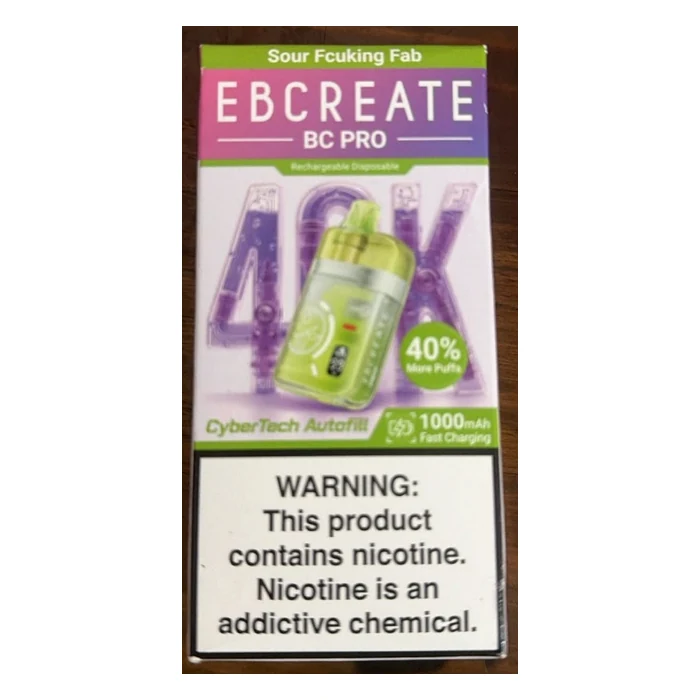 Sour Fcuking Fab
EBCREATE
BC PRO
Rechargeable Disposable
40K
EBCREATE
40%
More Puffs
CyberTech Autofill
1000mAh
Fast Charging
WARNING:
This product
contains nicotine.
Nicotine is an
addictive chemical.